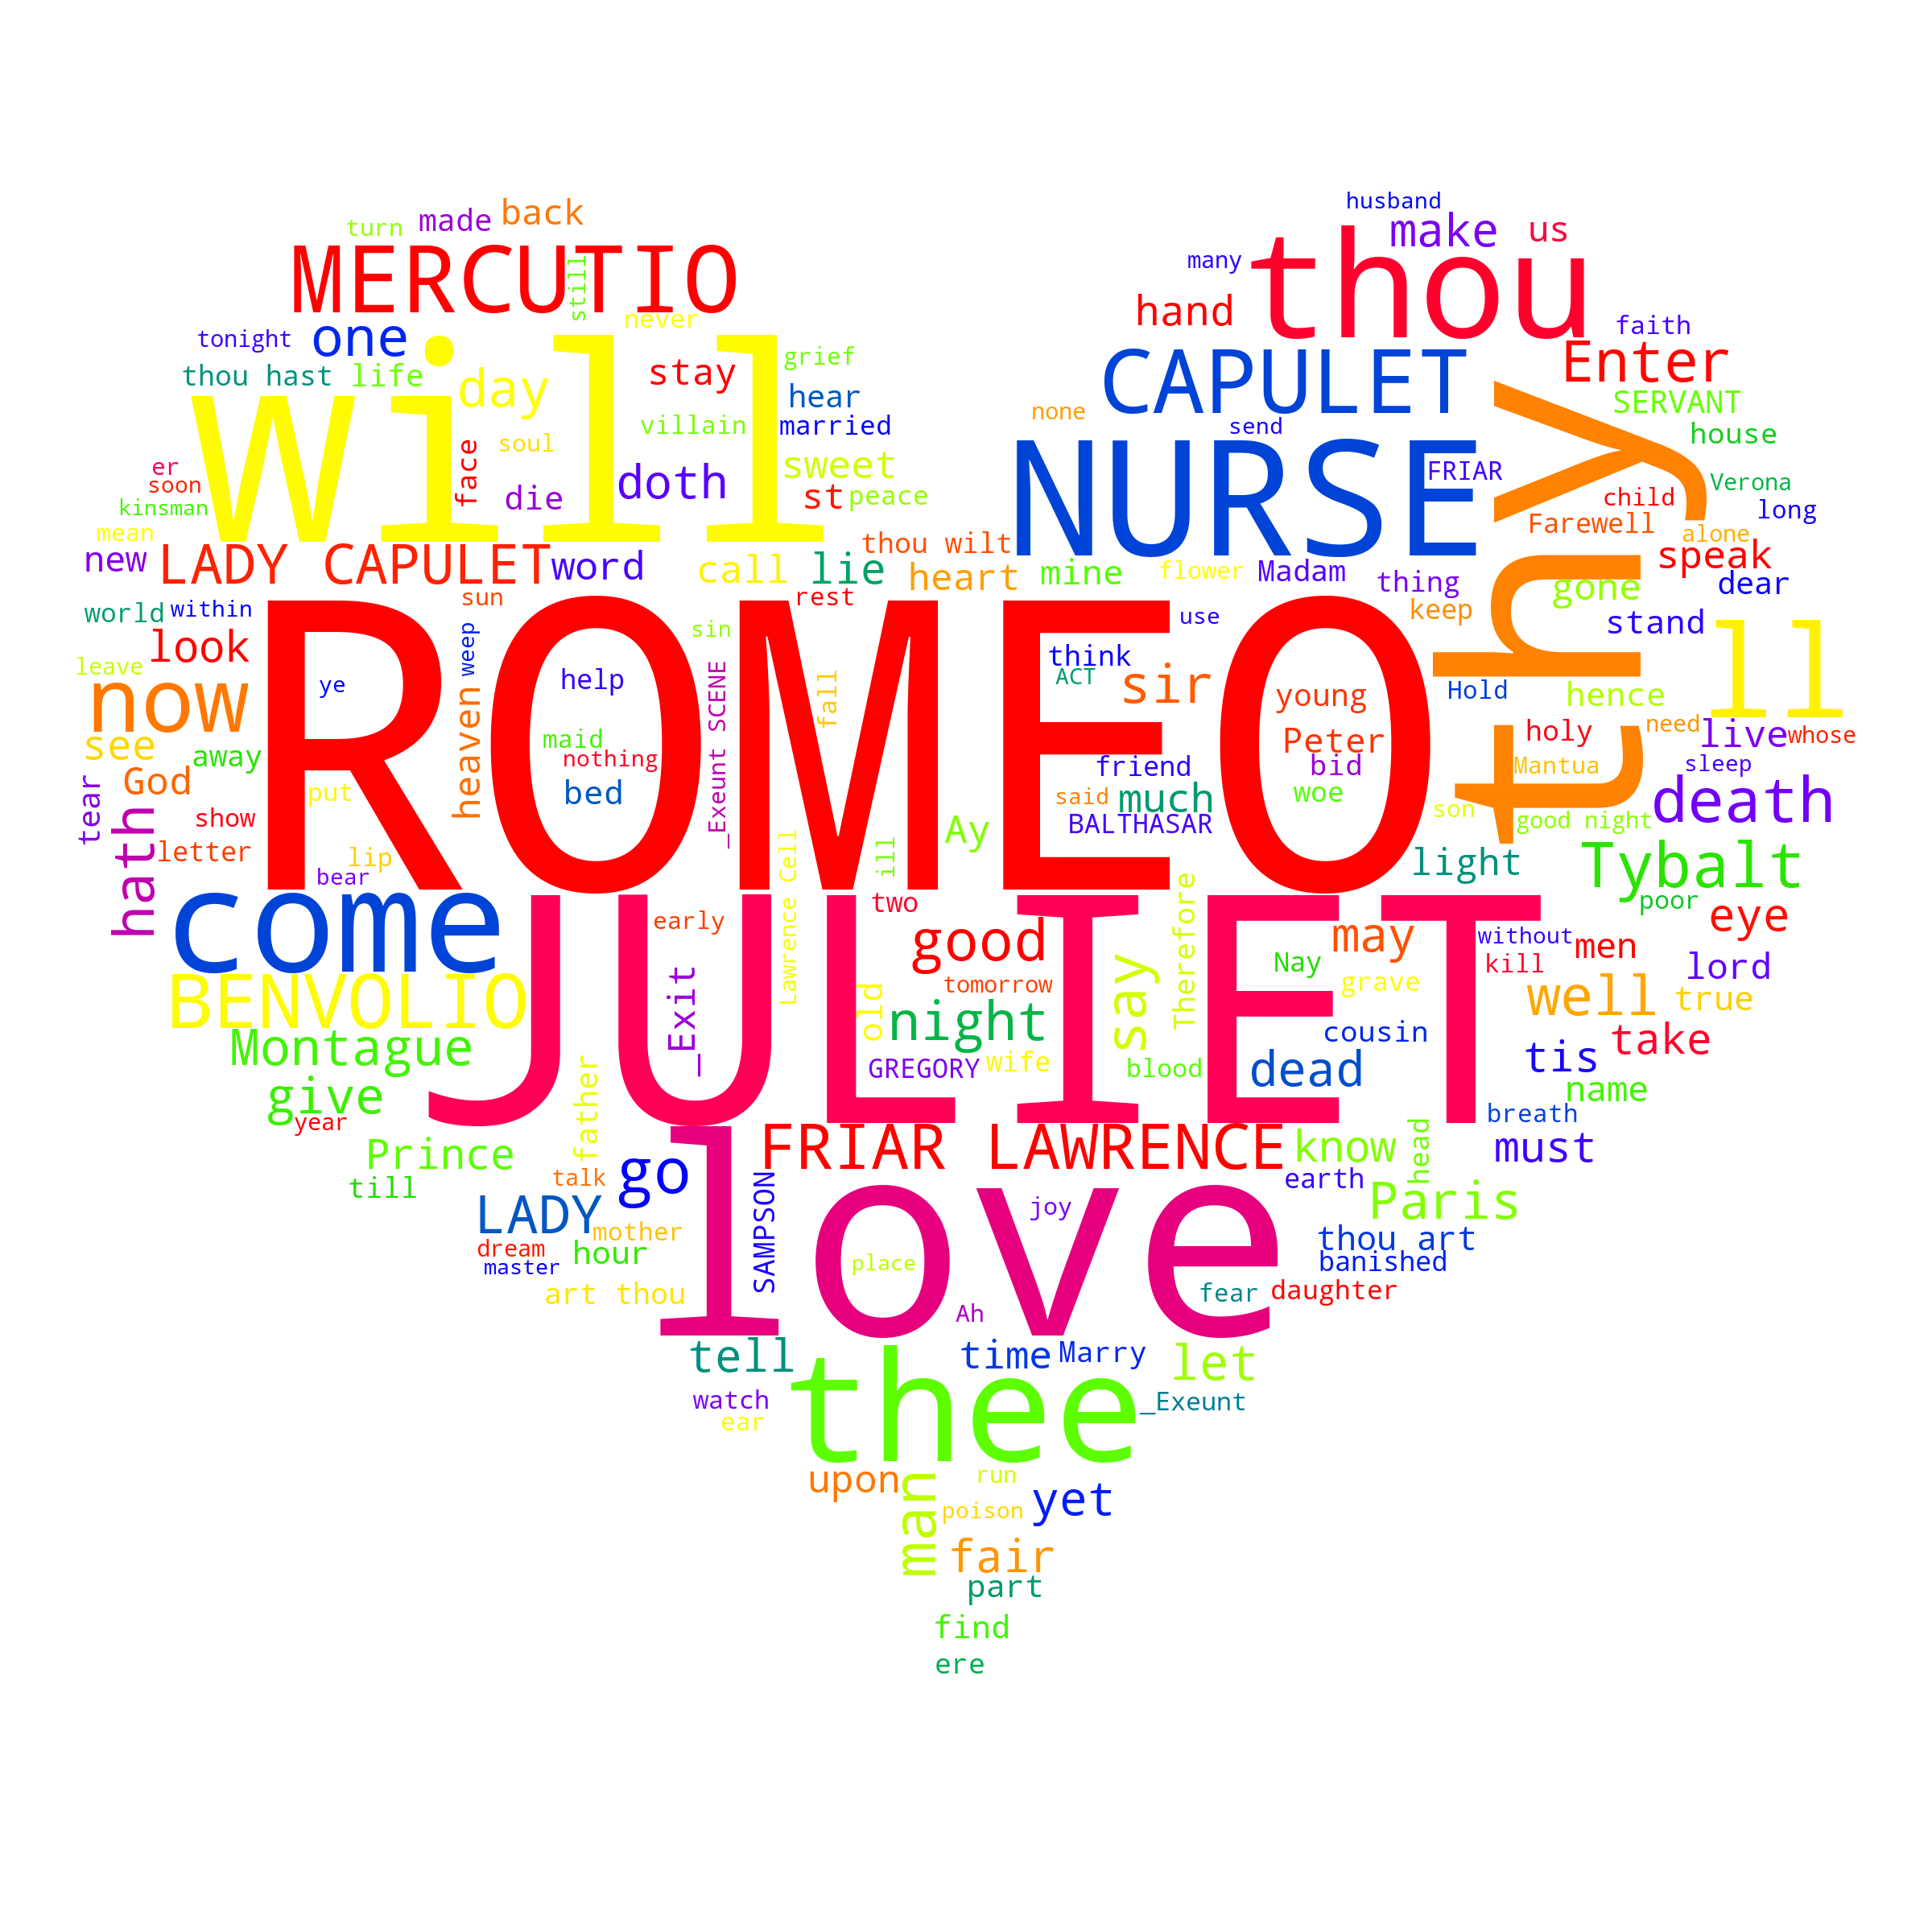 husband
turn made back
make us
thou
MERCUTIO
still
many
hand
never
tonight one
faith
grief
Enter
thou hast life
day stay
CAPULET
hear
SERVANT
will
none
villain married
send
house
soul
thy
er
face
sweet
NURSE
FRIAR
soon
die doth
st peace
Verona
child
kinsman
long
Farewell
mean
alone
thou wilt
new LADY CAPULET word
call lie
heart mine
flower Madam
thing
speak
gone dear
world within
sun
rest
use
keep
stand
ll
look
weep
sin
leave
ROMEO
think
ACT
sir
now
ye
help
_Exeunt SCENE
fall
young
Hold
hence
see
heaven
maid
Peter
holy
need
live whose
away
nothing
friend
bid
Mantua
sleep
God
tear
put
bed
said much
woe
son
death
hath
show
BALTHASAR
good night
Ay
letter
lip
Lawrence Cell
ill
light
Tybalt
bear
come
JULIET
two
Therefore
poor
early
eye
good
may
without men
_Exit
say
Nay
kill
lord
tomorrow
grave
BENVOLIO
old
night
well true
Montague
cousin
take
father
GREGORY wife
blood
dead
tis
give
name
year
breath
FRIAR LAWRENCE
know
head
must
Prince
talk
go
SAMPSON
earth
till
love
joy
Paris
LADY
mother
thou art
dream
hour
place
banished
master
art thou
fear daughter
Ah
tell
time Marry
let
thee
watch
_Exeunt
ear
upon
man
run
poison
yet
fair
part
find
ere